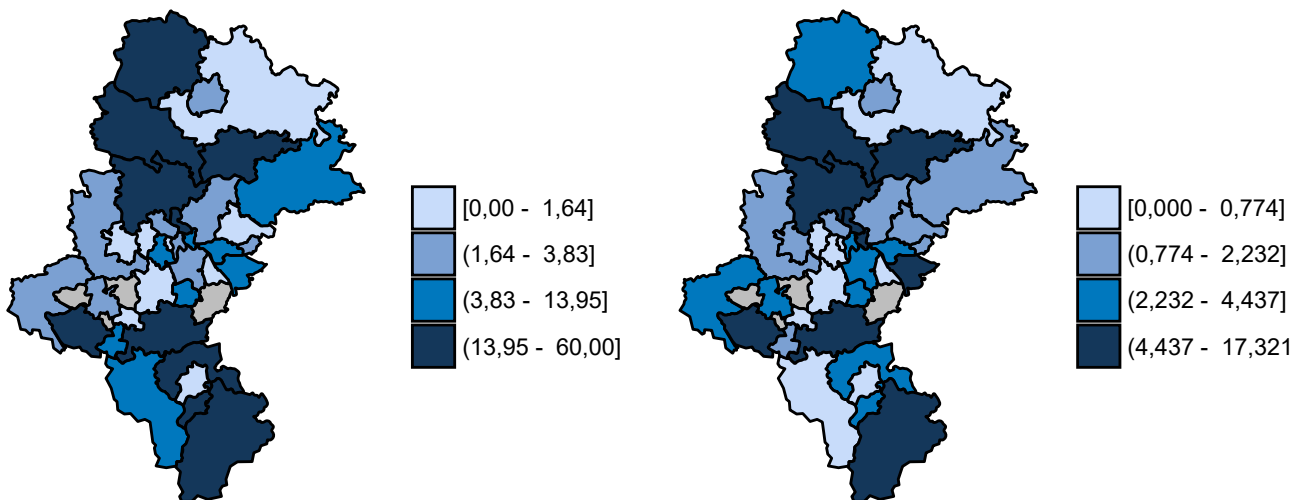 [0,00 - 1,64]
(1,64 - 3,83]
(3,83 - 13,95]
(13,95 - 60,00]
[0,000 - 0,774]
(0,774 - 2,232]
(2,232 - 4,437]
(4,437 - 17,321